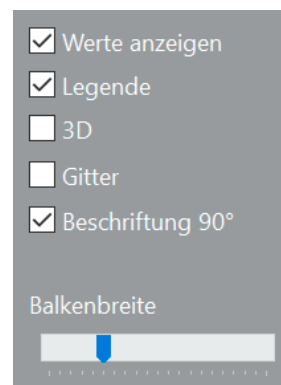 Werte anzeigen
Legende
3D
Gitter
Beschriftung 90°
Balkenbreite